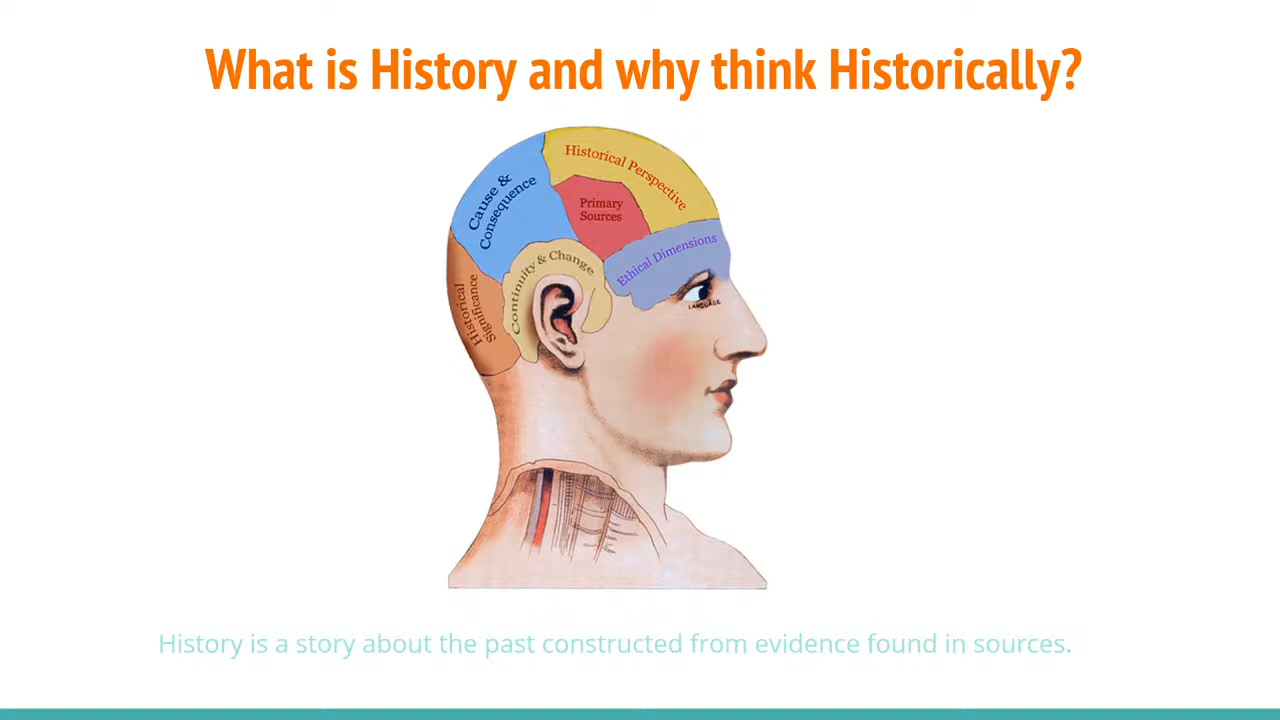 What is History and why think Historically?
Historical Perspective
Cause &
Consequence
Primary
Sources
Ethical Dimensions
Continuity & Change
Historical
Significance
LANGUAGE
History is a story about the past constructed from evidence found in sources.